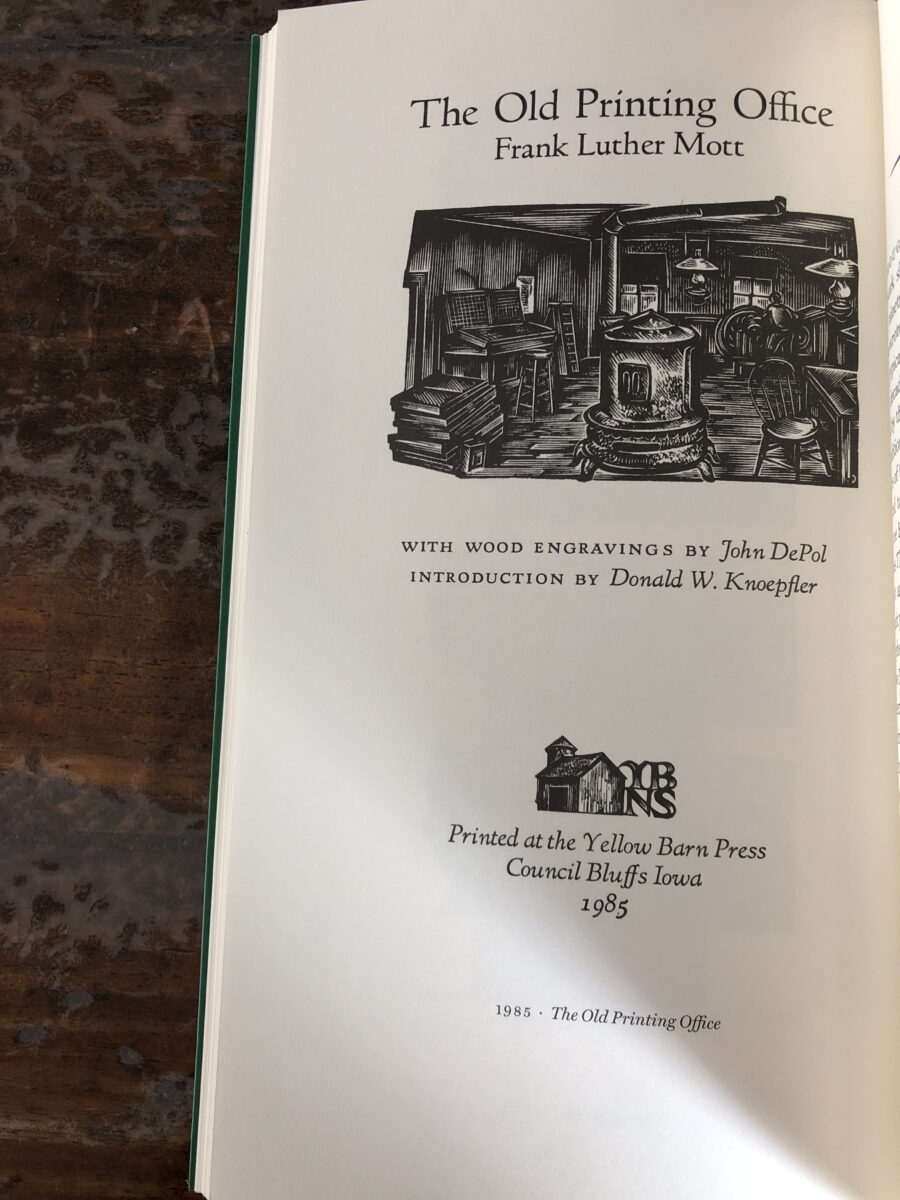 The Old Printing Office
Frank Luther Mott
WITH WOOD ENGRAVINGS BY John DePol
INTRODUCTION BY Donald W. Knoepfler
YB
NS
Printed at the Yellow Barn Press
Council Bluffs Iowa
1985
1985 · The Old Printing Office